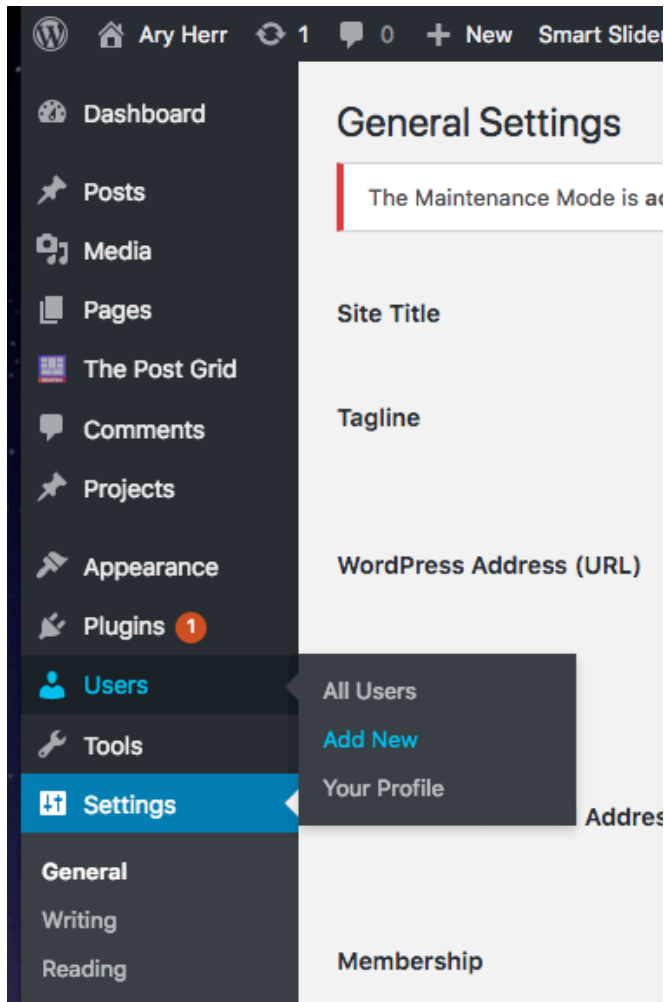 Ary Herr 1 0 + New Smart Slider
Dashboard
Posts
Media
Pages
The Post Grid
Comments
Projects
Appearance
Plugins 1
Users
Tools
Settings
General
Writing
Reading
All Users
Add New
Your Profile
General Settings
The Maintenance Mode is
Site Title
Tagline
WordPress Address (URL)
Membership